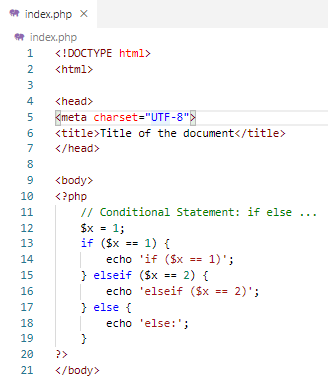 index.php ×
index.php
1 <!DOCTYPE html>
2 <html>
3
4 <head>
5 <meta charset="UTF-8">
6 <title>Title of the document</title>
7 </head>
8
9 <body>
10 <?php
11     // Conditional Statement: if else ...
12     $x = 1;
13     if ($x == 1) {
14         echo 'if ($x == 1)';
15     } elseif ($x == 2) {
16         echo 'elseif ($x == 2)';
17     } else {
18         echo 'else:';
19     }
20 ?>
21 </body>